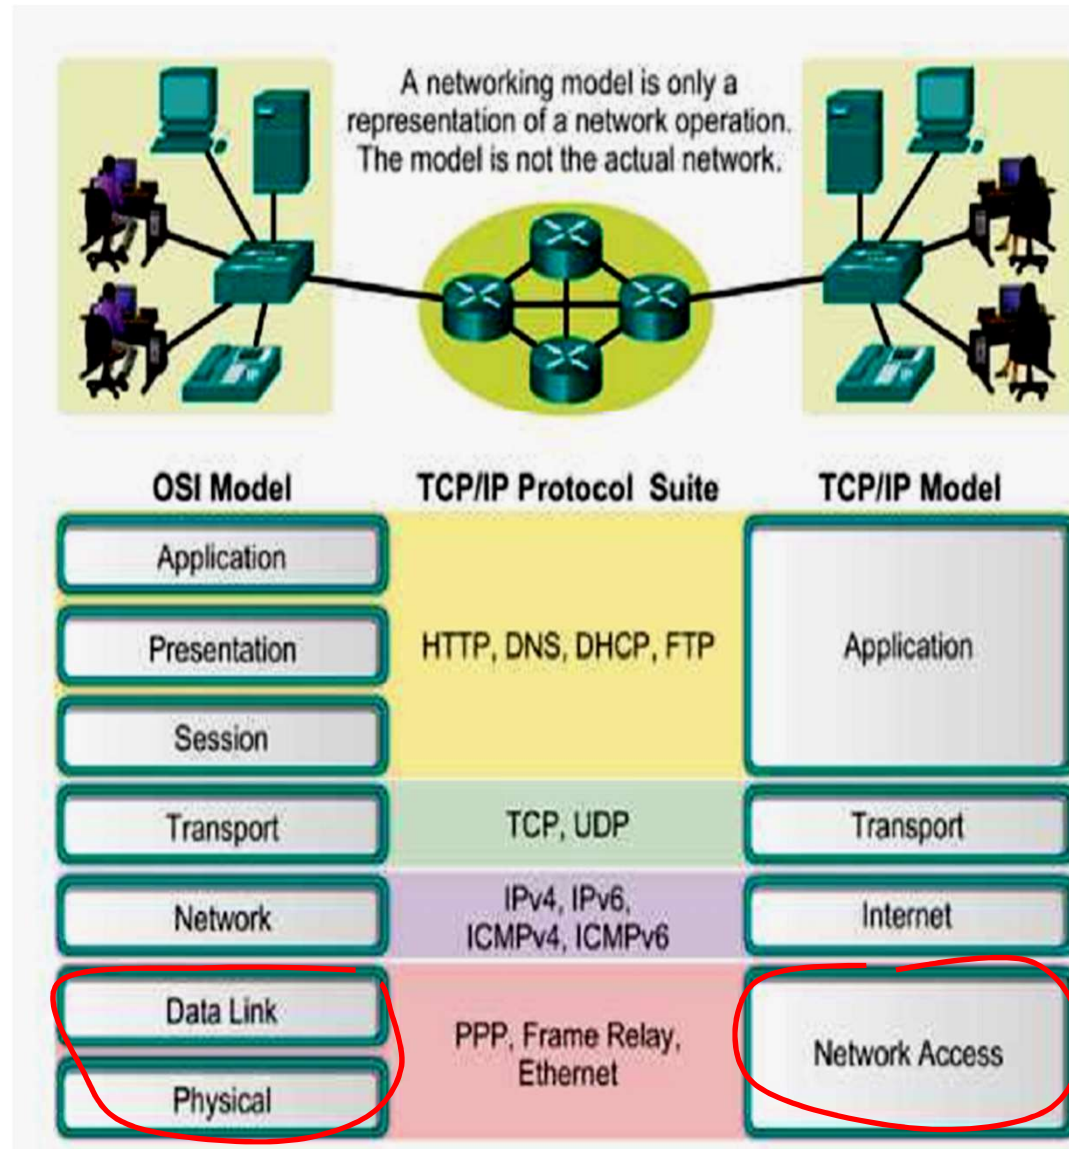 A networking model is only a
representation of a network operation.
The model is not the actual network.
OSI Model
TCP/IP Protocol Suite
TCP/IP Model
Application
Presentation
Session
HTTP, DNS, DHCP, FTP
Application
Transport
TCP, UDP
Transport
Network
IPv4, IPv6,
ICMPv4, ICMPv6
Internet
Data Link
Physical
PPP, Frame Relay,
Ethernet
Network Access